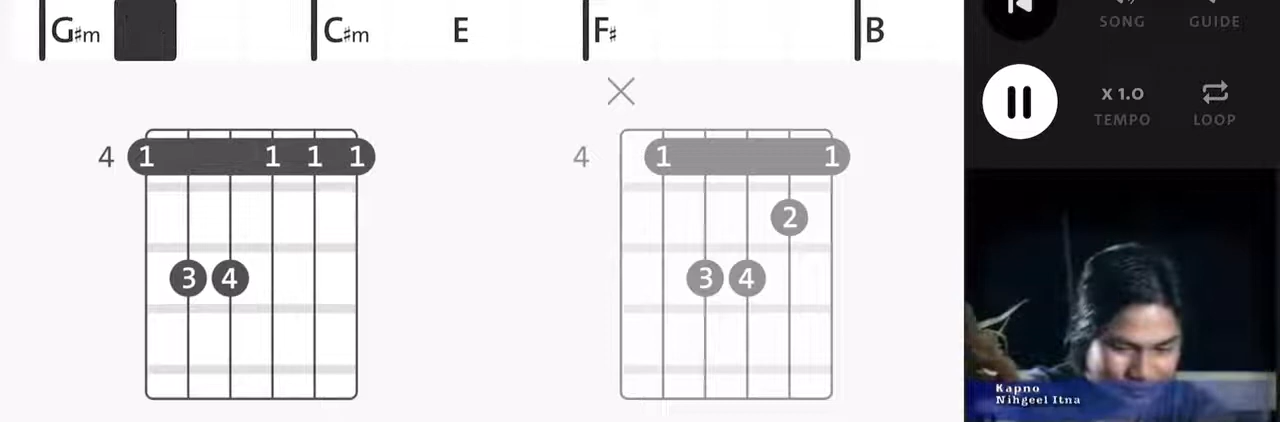 G♯m C♯m E F♯ B
SONG GUIDE
X 1.0
TEMPO LOOP
4 1 1 1 1
3 4
4 1 1
2
3 4
Kapno
Nihgeel Itna